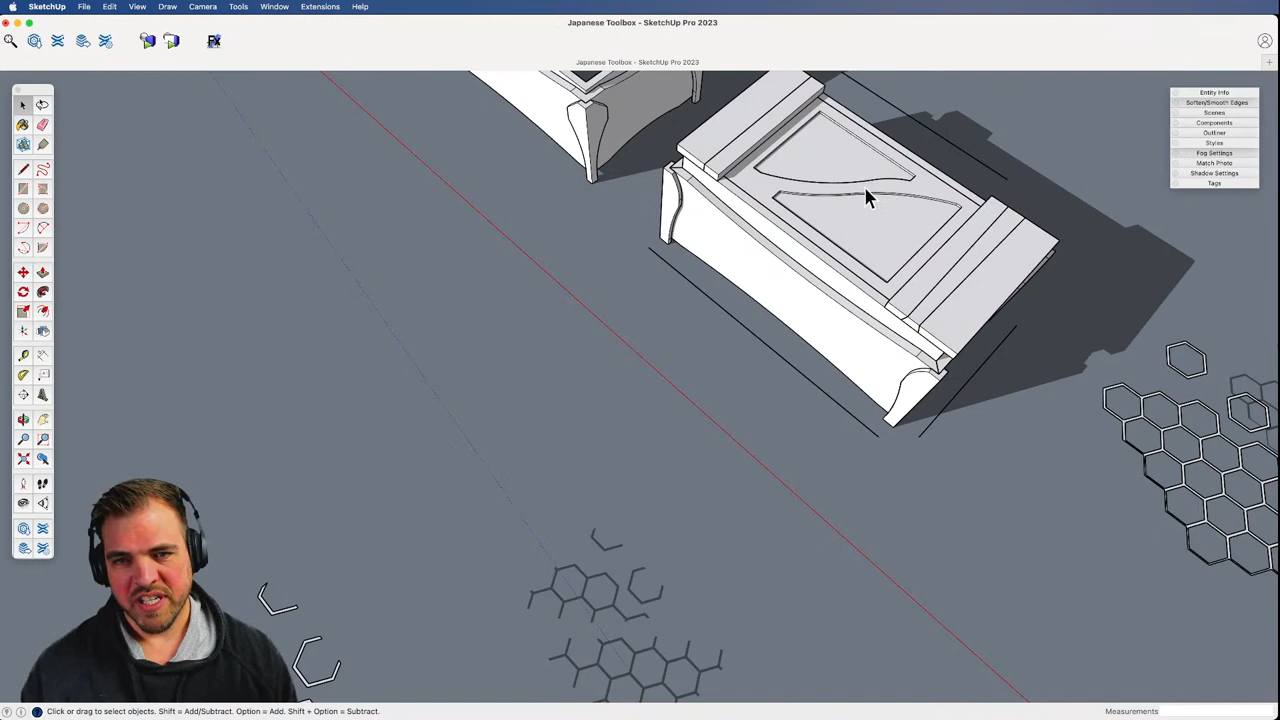 SketchUp File Edit View Draw Camera Tools Window Extensions Help
Japanese Toolbox - SketchUp Pro 2023
Japanese Toolbox - SketchUp Pro 2023
Entity Info
Soften/Smooth Edges
Scenes
Components
Outliner
Styles
Fog Settings
Match Photo
Shadow Settings
Tags
Click or drag to select objects. Shift = Add/Subtract. Option = Add. Shift + Option = Subtract.
Measurements